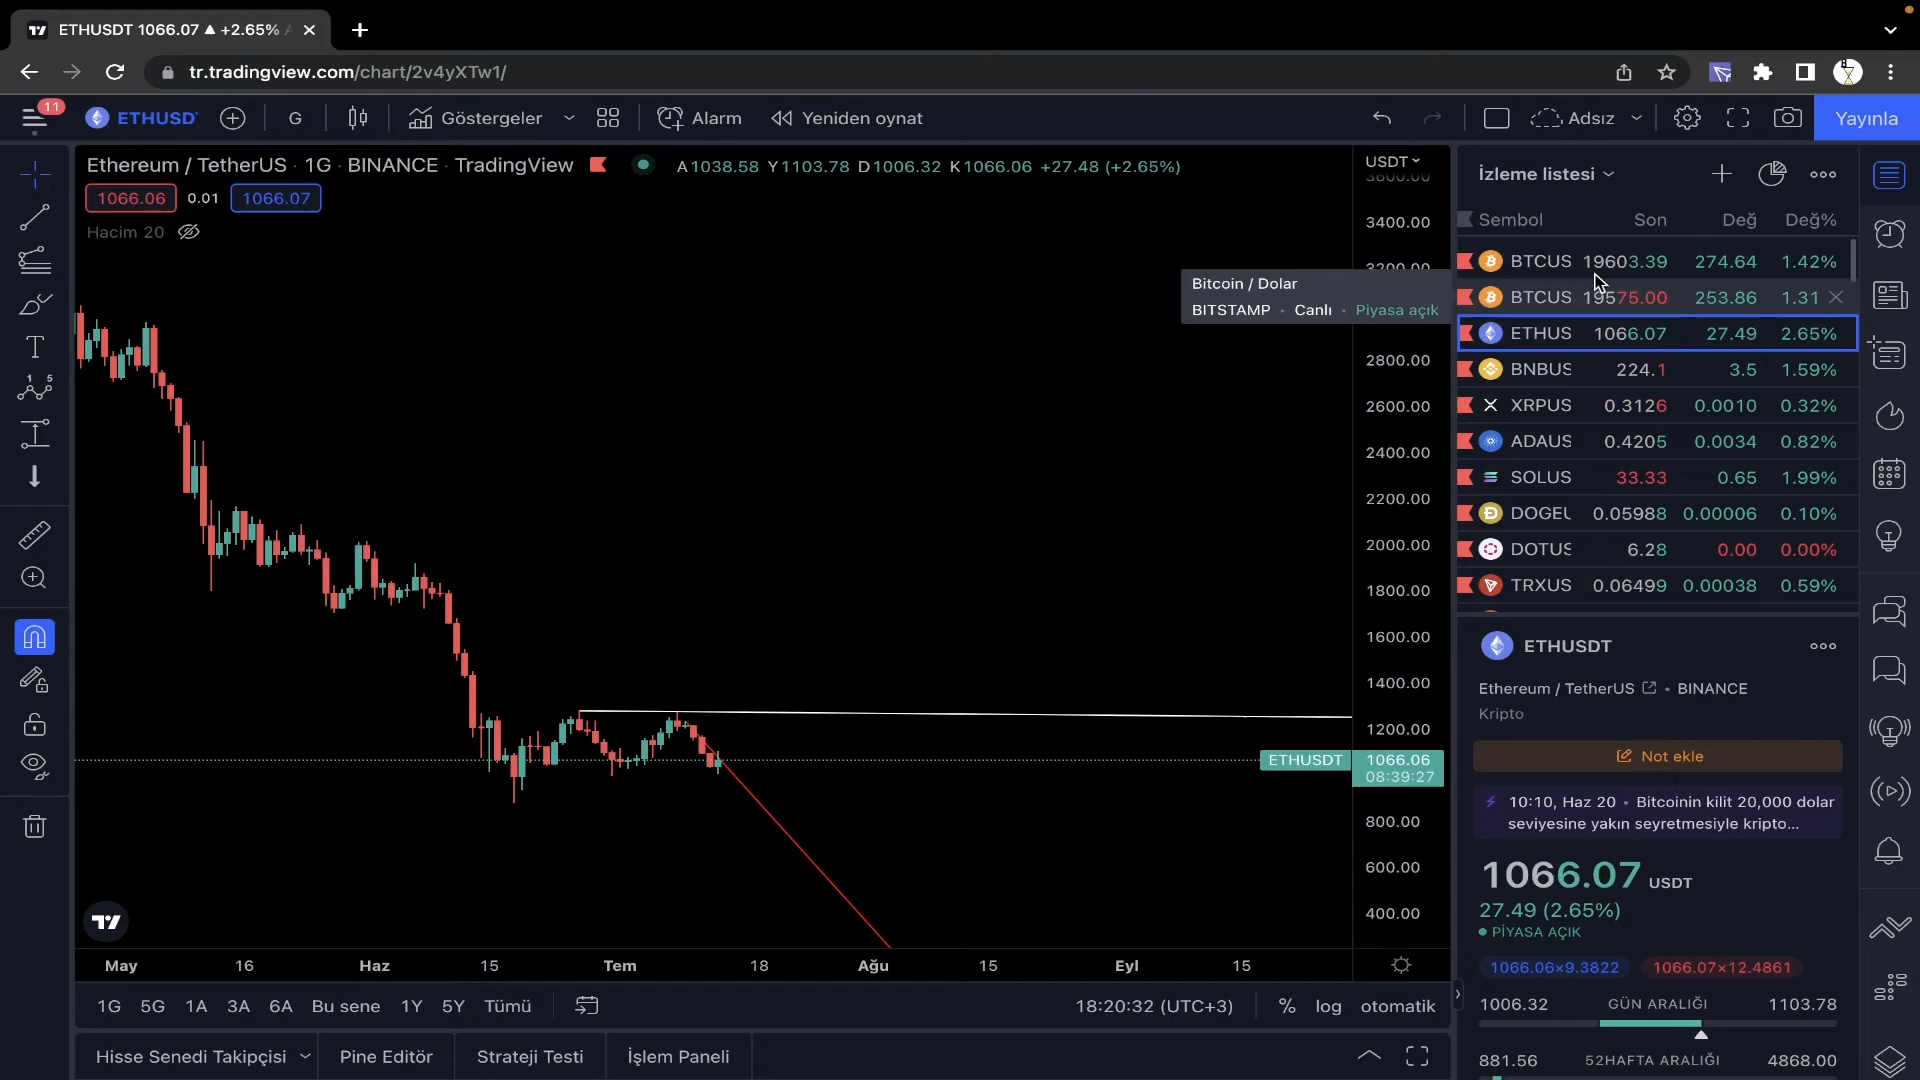 ETHUSDT 1066.07 ▲ +2.65%
tr.tradingview.com/chart/2v4yXTw1/
11
ETHUSD
G
Göstergeler
Alarm
Yeniden oynat
Adsız
Yayınla
Ethereum / TetherUS · 1G · BINANCE · TradingView
A1038.58 Y1103.78 D1006.32 K1066.06 +27.48 (+2.65%)
1066.06
0.01
1066.07
Hacim 20
USDT
3400.00
2800.00
2600.00
2400.00
2200.00
2000.00
1800.00
1600.00
1400.00
1200.00
ETHUSDT
1066.06
08:39:27
800.00
600.00
400.00
Bitcoin / Dolar
BITSTAMP · Canlı · Piyasa açık
May 16 Haz 15 Tem 18 Ağu 15 Eyl 15
1G 5G 1A 3A 6A Bu sene 1Y 5Y Tümü
18:20:32 (UTC+3)
% log otomatik
Hisse Senedi Takipçisi
Pine Editör
Strateji Testi
İşlem Paneli
İzleme listesi
Sembol Son Değ Değ%
BTCUS 19603.39 274.64 1.42%
BTCUS 19575.00 253.86 1.31
ETHUS 1066.07 27.49 2.65%
BNBUS 224.1 3.5 1.59%
XRPUS 0.3126 0.0010 0.32%
ADAUS 0.4205 0.0034 0.82%
SOLUS 33.33 0.65 1.99%
DOGEU 0.05988 0.00006 0.10%
DOTUS 6.28 0.00 0.00%
TRXUS 0.06499 0.00038 0.59%
ETHUSDT
Ethereum / TetherUS • BINANCE
Kripto
Not ekle
10:10, Haz 20 • Bitcoinin kilit 20,000 dolar
seviyesine yakın seyretmesiyle kripto...
1066.07 USDT
27.49 (2.65%)
PİYASA AÇIK
1066.06×9.3822
1066.07×12.4861
1006.32 GÜN ARALIĞI 1103.78
881.56 52HAFTA ARALIĞI 4868.00